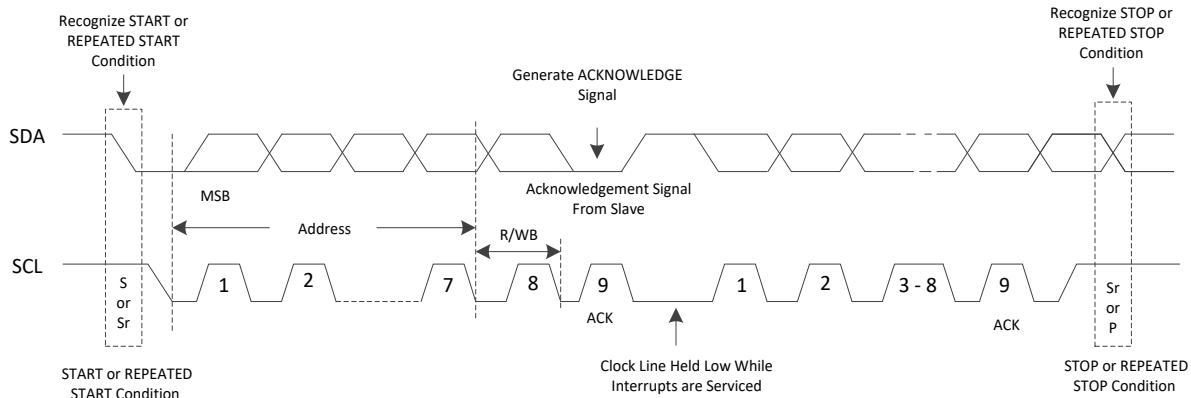 Recognize START or
REPEATED START
Condition
Recognize STOP or
REPEATED STOP
Condition
Generate ACKNOWLEDGE
Signal
SDA
MSB
Acknowledgement Signal
From Slave
Address
R/WB
SCL
S
or
Sr
1
2
7
8
9
1
2
3 - 8
9
Sr
or
P
ACK
ACK
Clock Line Held Low While
Interrupts are Serviced
START or REPEATED
START Condition
STOP or REPEATED
STOP Condition